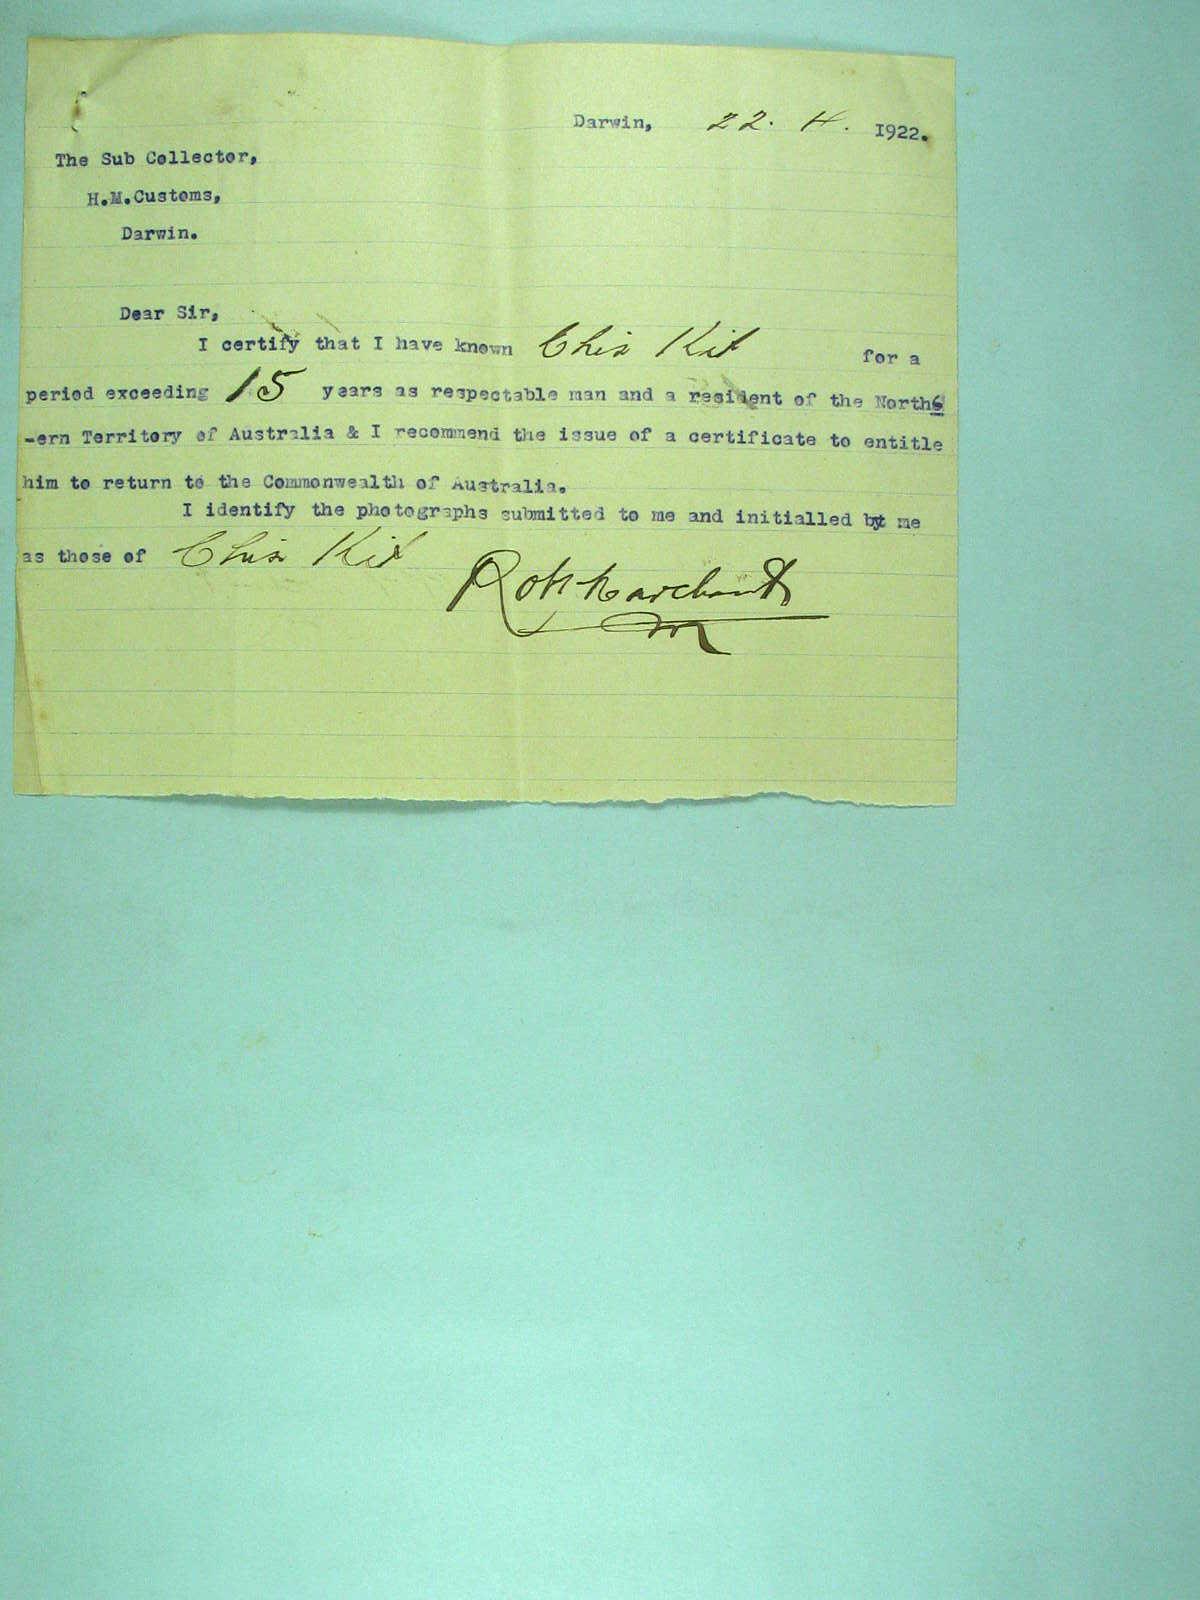 Darwin, 22. 4. 1922.
The Sub Collector,
H.M.Customs,
Darwin.
Dear Sir,
I certify that I have known Chin Kit for a
period exceeding 15 years as respectable man and a resident of the North
-ern Territory of Australia & I recommend the issue of a certificate to entitle
him to return to the Commonwealth of Australia.
I identify the photographs submitted to me and initialled by me
as those of Chin Kit